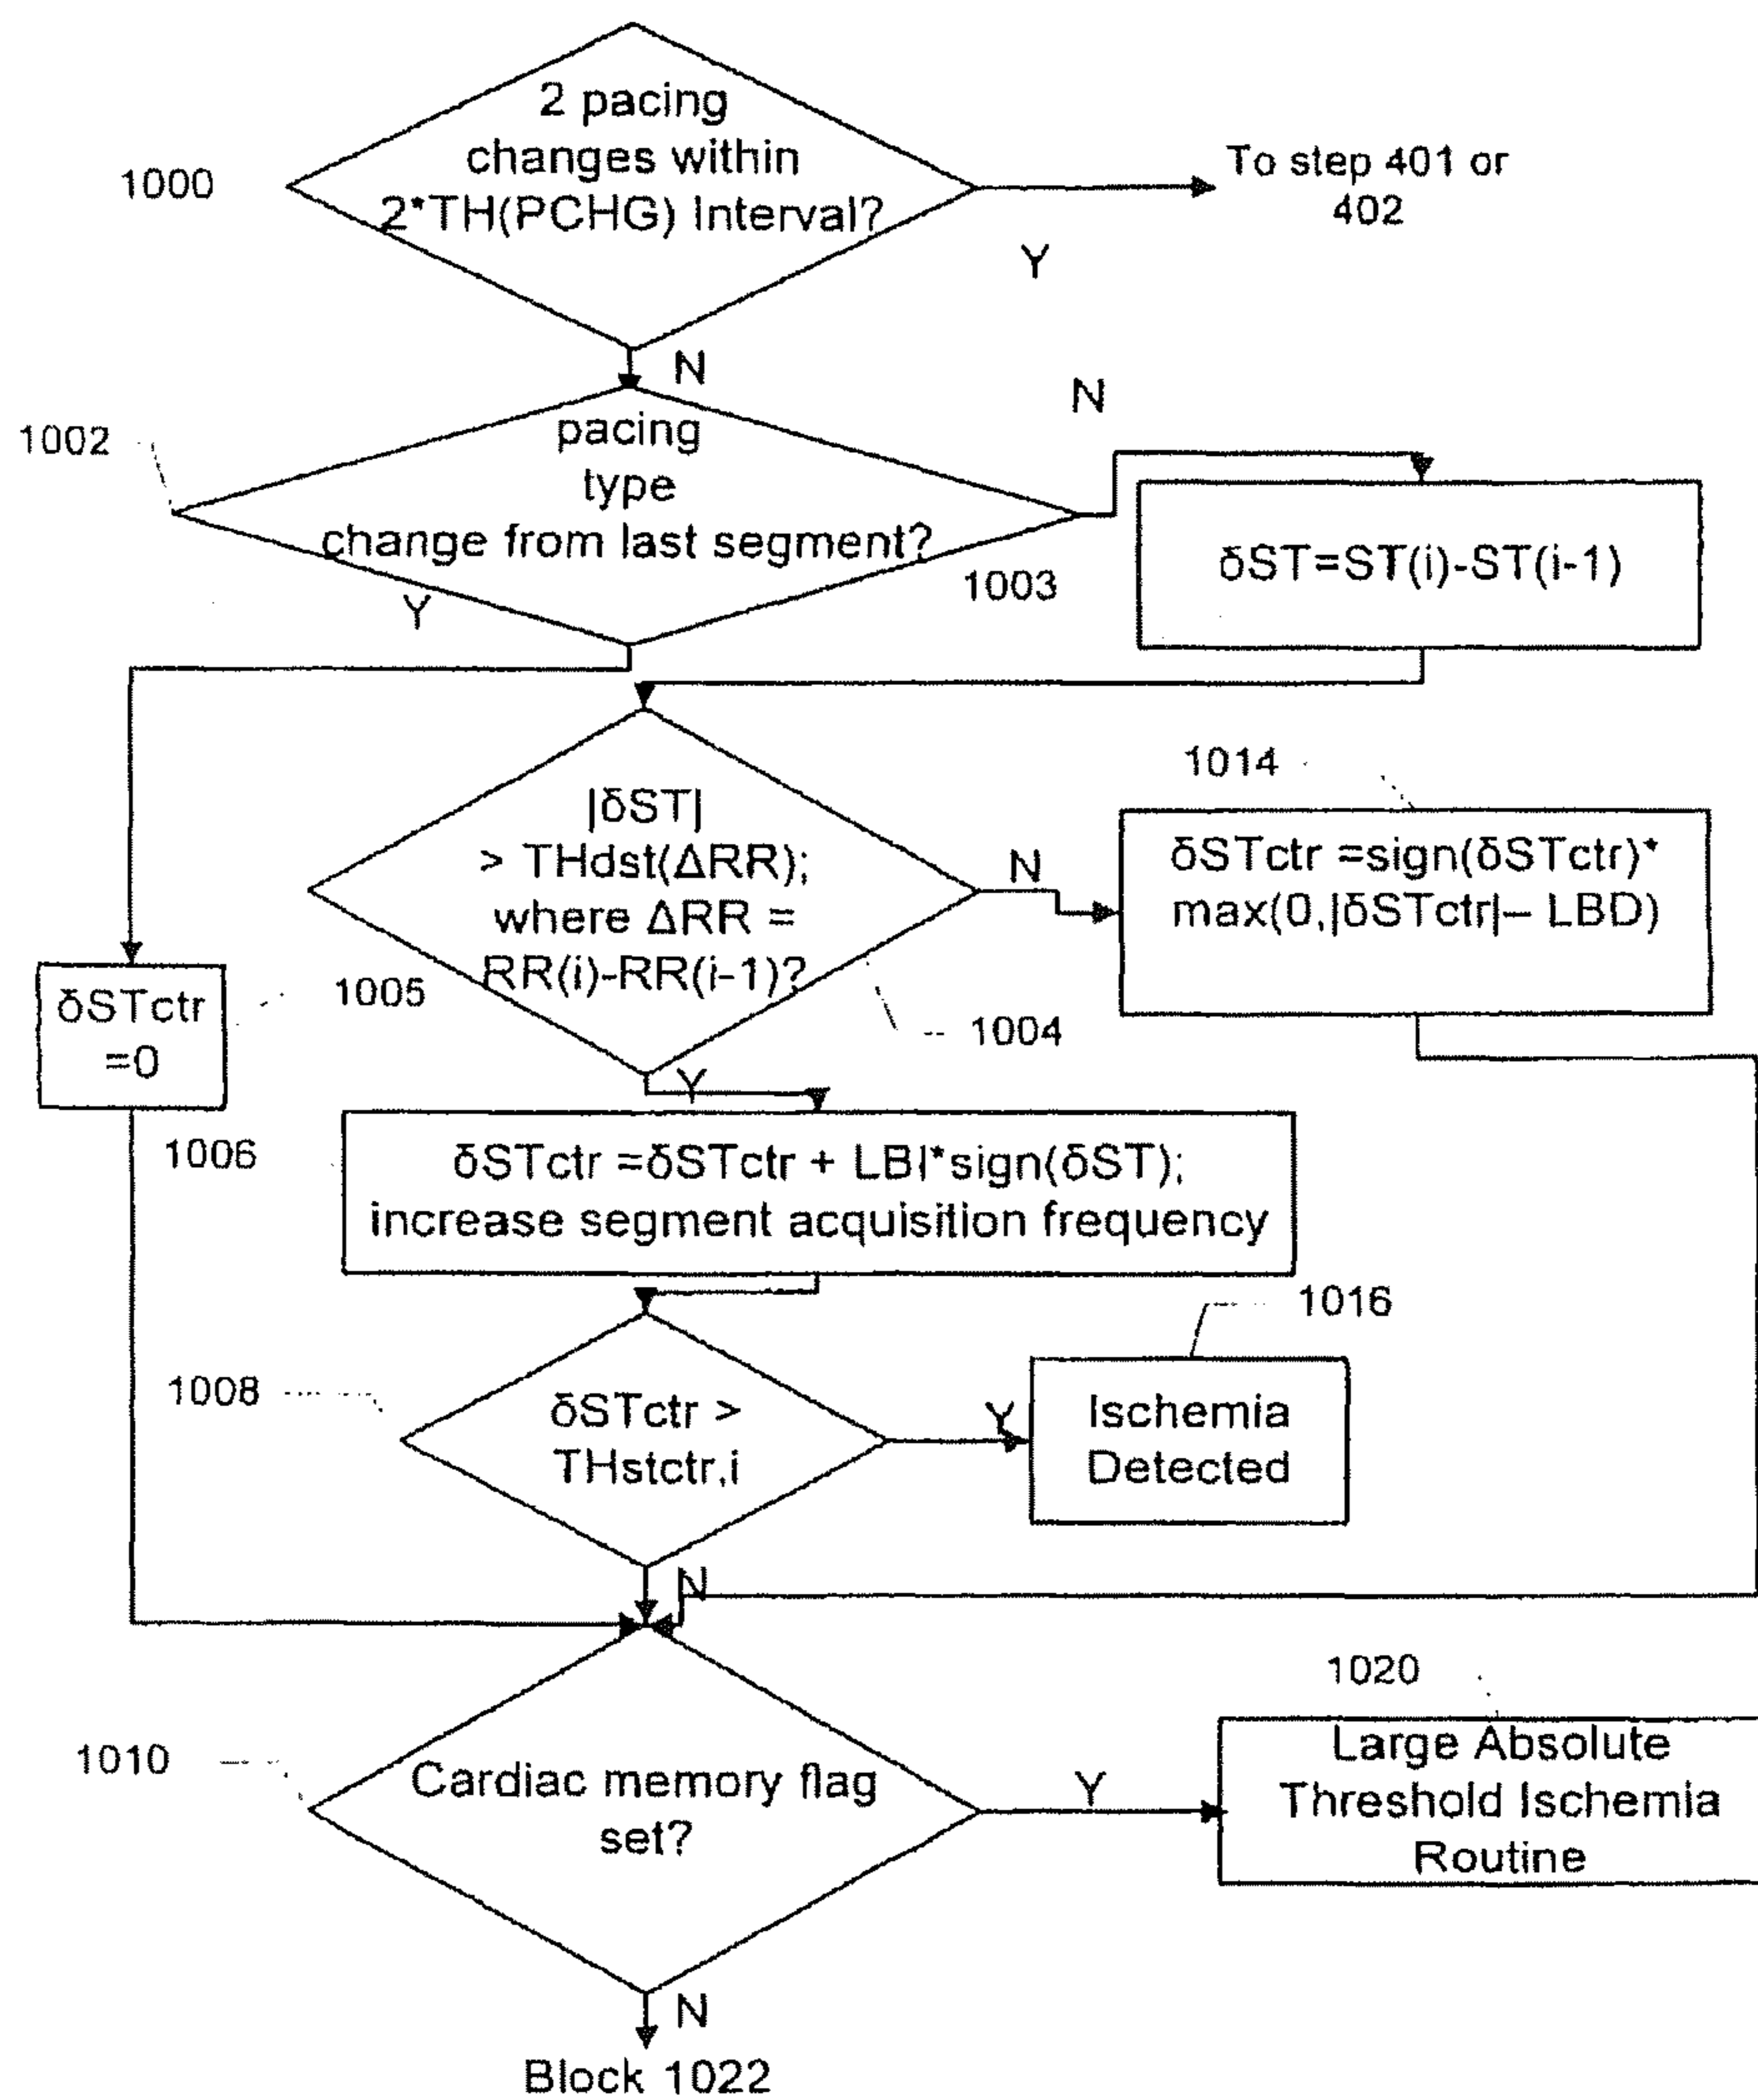 2 pacing
changes within
2*TH(PCHG) Interval?
1000
To step 401 or
402
Y
N
N
1002
pacing
type
change from last segment?
1003
δST=ST(i)-ST(i-1)
Y
1014
|δST|
> THdst(ΔRR);
where ΔRR =
RR(i)-RR(i-1)?
N
δSTctr =sign(δSTctr)*
max(0,|δSTctr|– LBD)
δSTctr
=0
1005
1004
Y
1006
δSTctr =δSTctr + LBI*sign(δST);
increase segment acquisition frequency
1016
1008
δSTctr >
THstctr,i
Y
Ischemia
Detected
N
1020
1010
Cardiac memory flag
set?
Y
Large Absolute
Threshold Ischemia
Routine
N
Block 1022